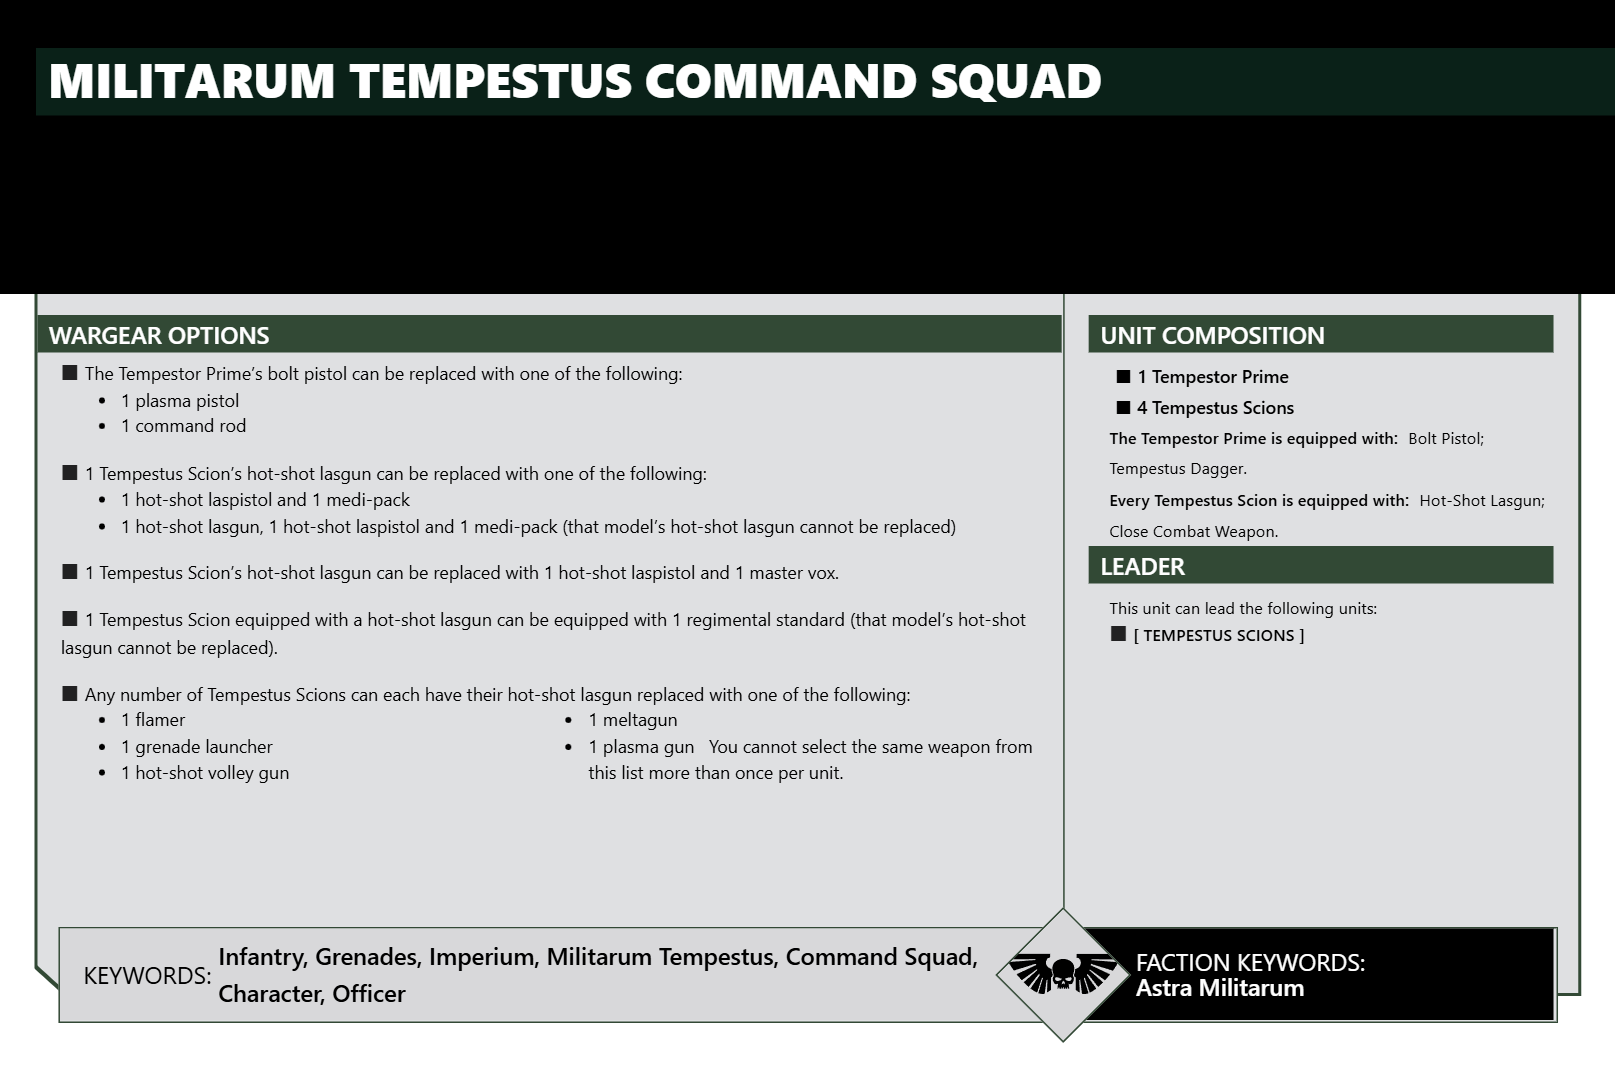 MILITARUM TEMPESTUS COMMAND SQUAD
WARGEAR OPTIONS
■ The Tempestor Prime’s bolt pistol can be replaced with one of the following:
• 1 plasma pistol
• 1 command rod
■ 1 Tempestus Scion’s hot-shot lasgun can be replaced with one of the following:
• 1 hot-shot laspistol and 1 medi-pack
• 1 hot-shot lasgun, 1 hot-shot laspistol and 1 medi-pack (that model’s hot-shot lasgun cannot be replaced)
■ 1 Tempestus Scion’s hot-shot lasgun can be replaced with 1 hot-shot laspistol and 1 master vox.
■ 1 Tempestus Scion equipped with a hot-shot lasgun can be equipped with 1 regimental standard (that model’s hot-shot
lasgun cannot be replaced).
■ Any number of Tempestus Scions can each have their hot-shot lasgun replaced with one of the following:
• 1 flamer
• 1 grenade launcher
• 1 hot-shot volley gun
• 1 meltagun
• 1 plasma gun You cannot select the same weapon from
this list more than once per unit.
UNIT COMPOSITION
■ 1 Tempestor Prime
■ 4 Tempestus Scions
The Tempestor Prime is equipped with: Bolt Pistol;
Tempestus Dagger.
Every Tempestus Scion is equipped with: Hot-Shot Lasgun;
Close Combat Weapon.
LEADER
This unit can lead the following units:
■ [ TEMPESTUS SCIONS ]
KEYWORDS:
Infantry, Grenades, Imperium, Militarum Tempestus, Command Squad,
Character, Officer
FACTION KEYWORDS:
Astra Militarum